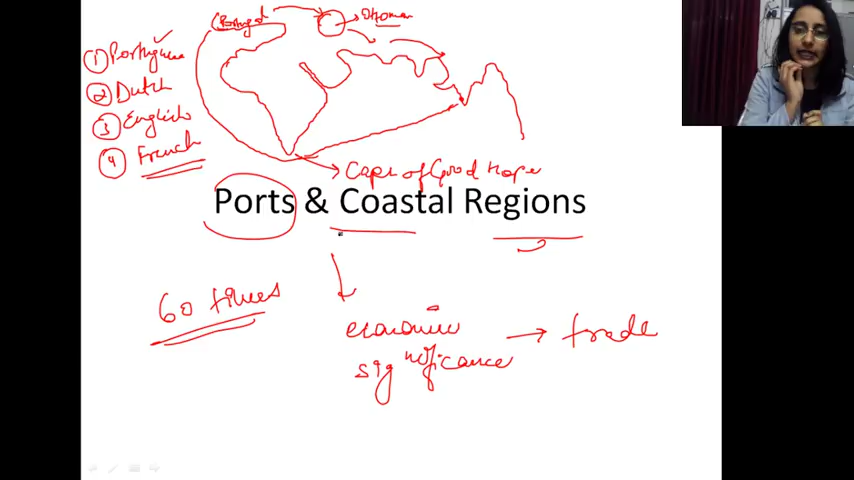 Portugal
Ottoman
① Portuguese
② Dutch
③ English
④ French
Cape of Good Hope
Ports & Coastal Regions
60 times
economic → trade
significance